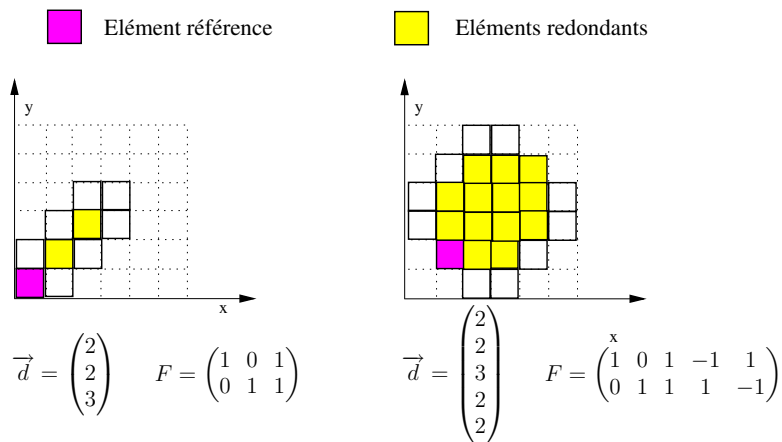 Elément référence
Eléments redondants
y
x
d = (2 2 3)
F = (1 0 1
0 1 1)
y
x
d = (2 2 3 2 2)
F = (1 0 1 −1 1
0 1 1 1 −1)